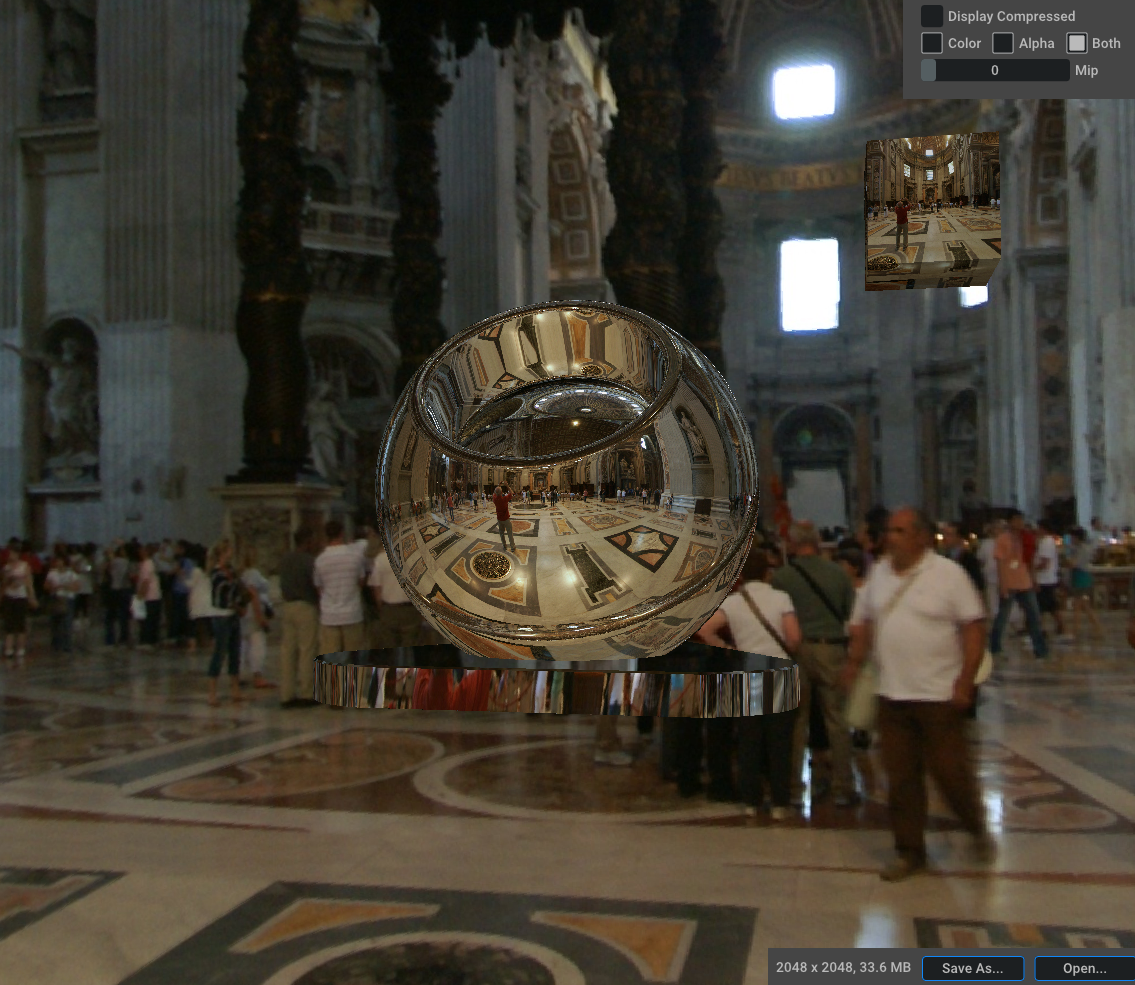 Display Compressed
Color Alpha Both
0 Mip
2048 x 2048, 33.6 MB Save As... Open...